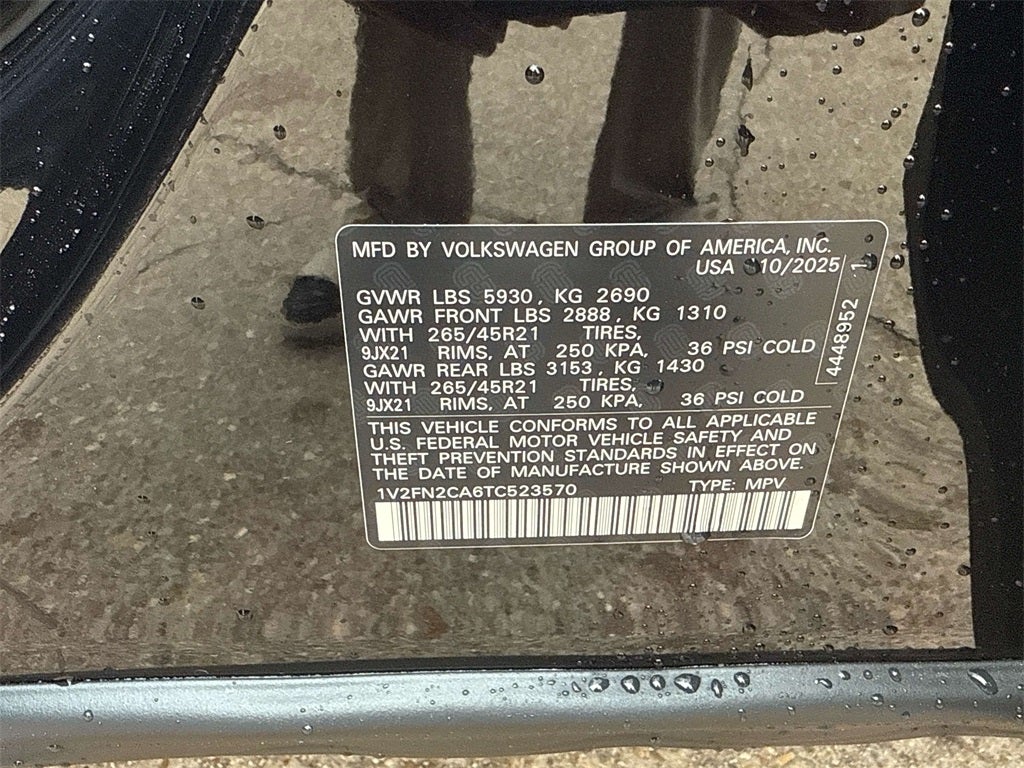 MFD BY VOLKSWAGEN GROUP OF AMERICA, INC.
USA 10/2025
GVWR LBS 5930, KG 2690
GAWR FRONT LBS 2888, KG 1310
WITH 265/45R21 TIRES,
9JX21 RIMS, AT 250 KPA, 36 PSI COLD
GAWR REAR LBS 3153, KG 1430
WITH 265/45R21 TIRES,
9JX21 RIMS, AT 250 KPA, 36 PSI COLD
4448952 1
THIS VEHICLE CONFORMS TO ALL APPLICABLE
U.S. FEDERAL MOTOR VEHICLE SAFETY AND
THEFT PREVENTION STANDARDS IN EFFECT ON
THE DATE OF MANUFACTURE SHOWN ABOVE.
1V2FN2CA6TC523570 TYPE: MPV